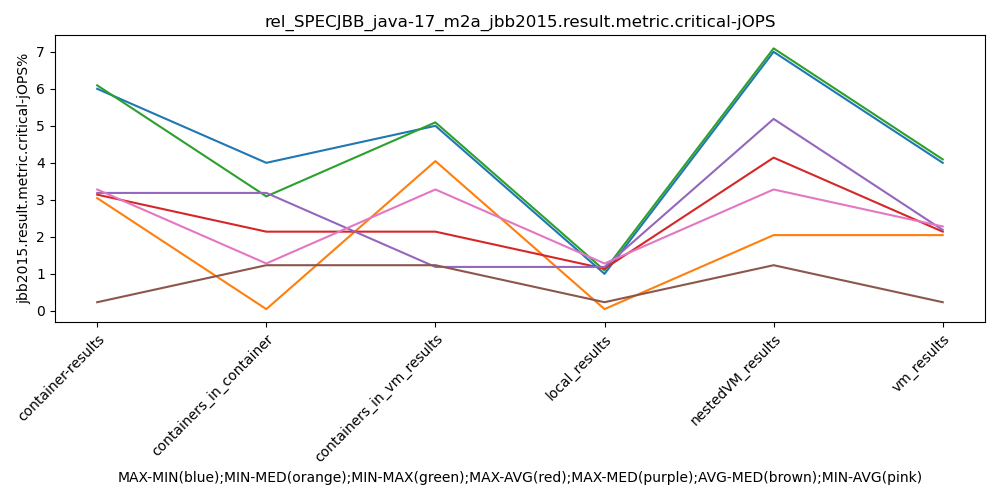 rel_SPECJBB_java-17_m2a_jbb2015.result.metric.critical-jOPS
jbb2015.result.metric.critical-jOPS%
7
6
5
4
3
2
1
0
container-results
containers_in_container
containers_in_vm_results
local_results
nestedVM_results
vm_results
MAX-MIN(blue);MIN-MED(orange);MIN-MAX(green);MAX-AVG(red);MAX-MED(purple);AVG-MED(brown);MIN-AVG(pink)